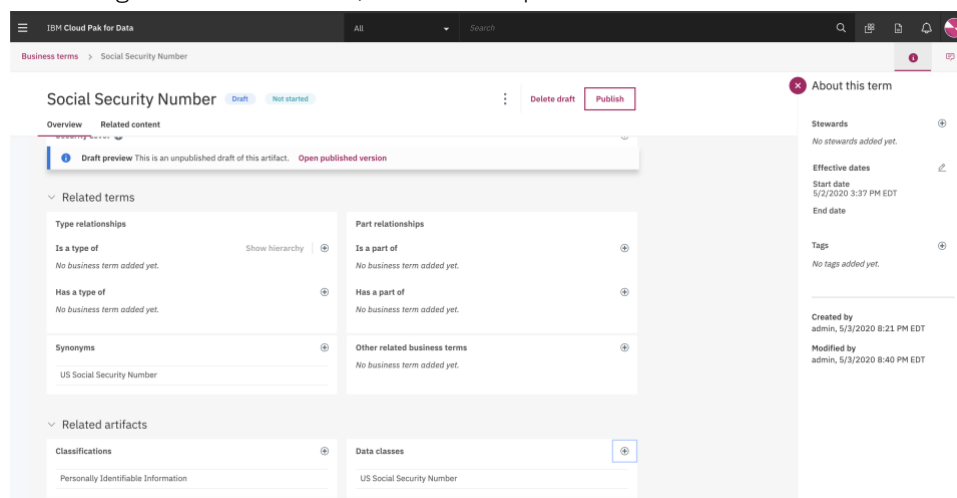 IBM Cloud Pak for Data
All
Search
Business terms > Social Security Number
Social Security Number Draft Not started
Delete draft Publish
Overview Related content
Draft preview This is an unpublished draft of this artifact. Open published version
Related terms
Type relationships
Is a type of Show hierarchy
No business term added yet.
Has a type of
No business term added yet.
Part relationships
Is a part of
No business term added yet.
Has a part of
No business term added yet.
Synonyms
US Social Security Number
Other related business terms
No business term added yet.
Related artifacts
Classifications
Personally Identifiable Information
Data classes
US Social Security Number
About this term
Stewards
No stewards added yet.
Effective dates
Start date
5/2/2020 3:37 PM EDT
End date
Tags
No tags added yet.
Created by
admin, 5/3/2020 8:21 PM EDT
Modified by
admin, 5/3/2020 8:40 PM EDT